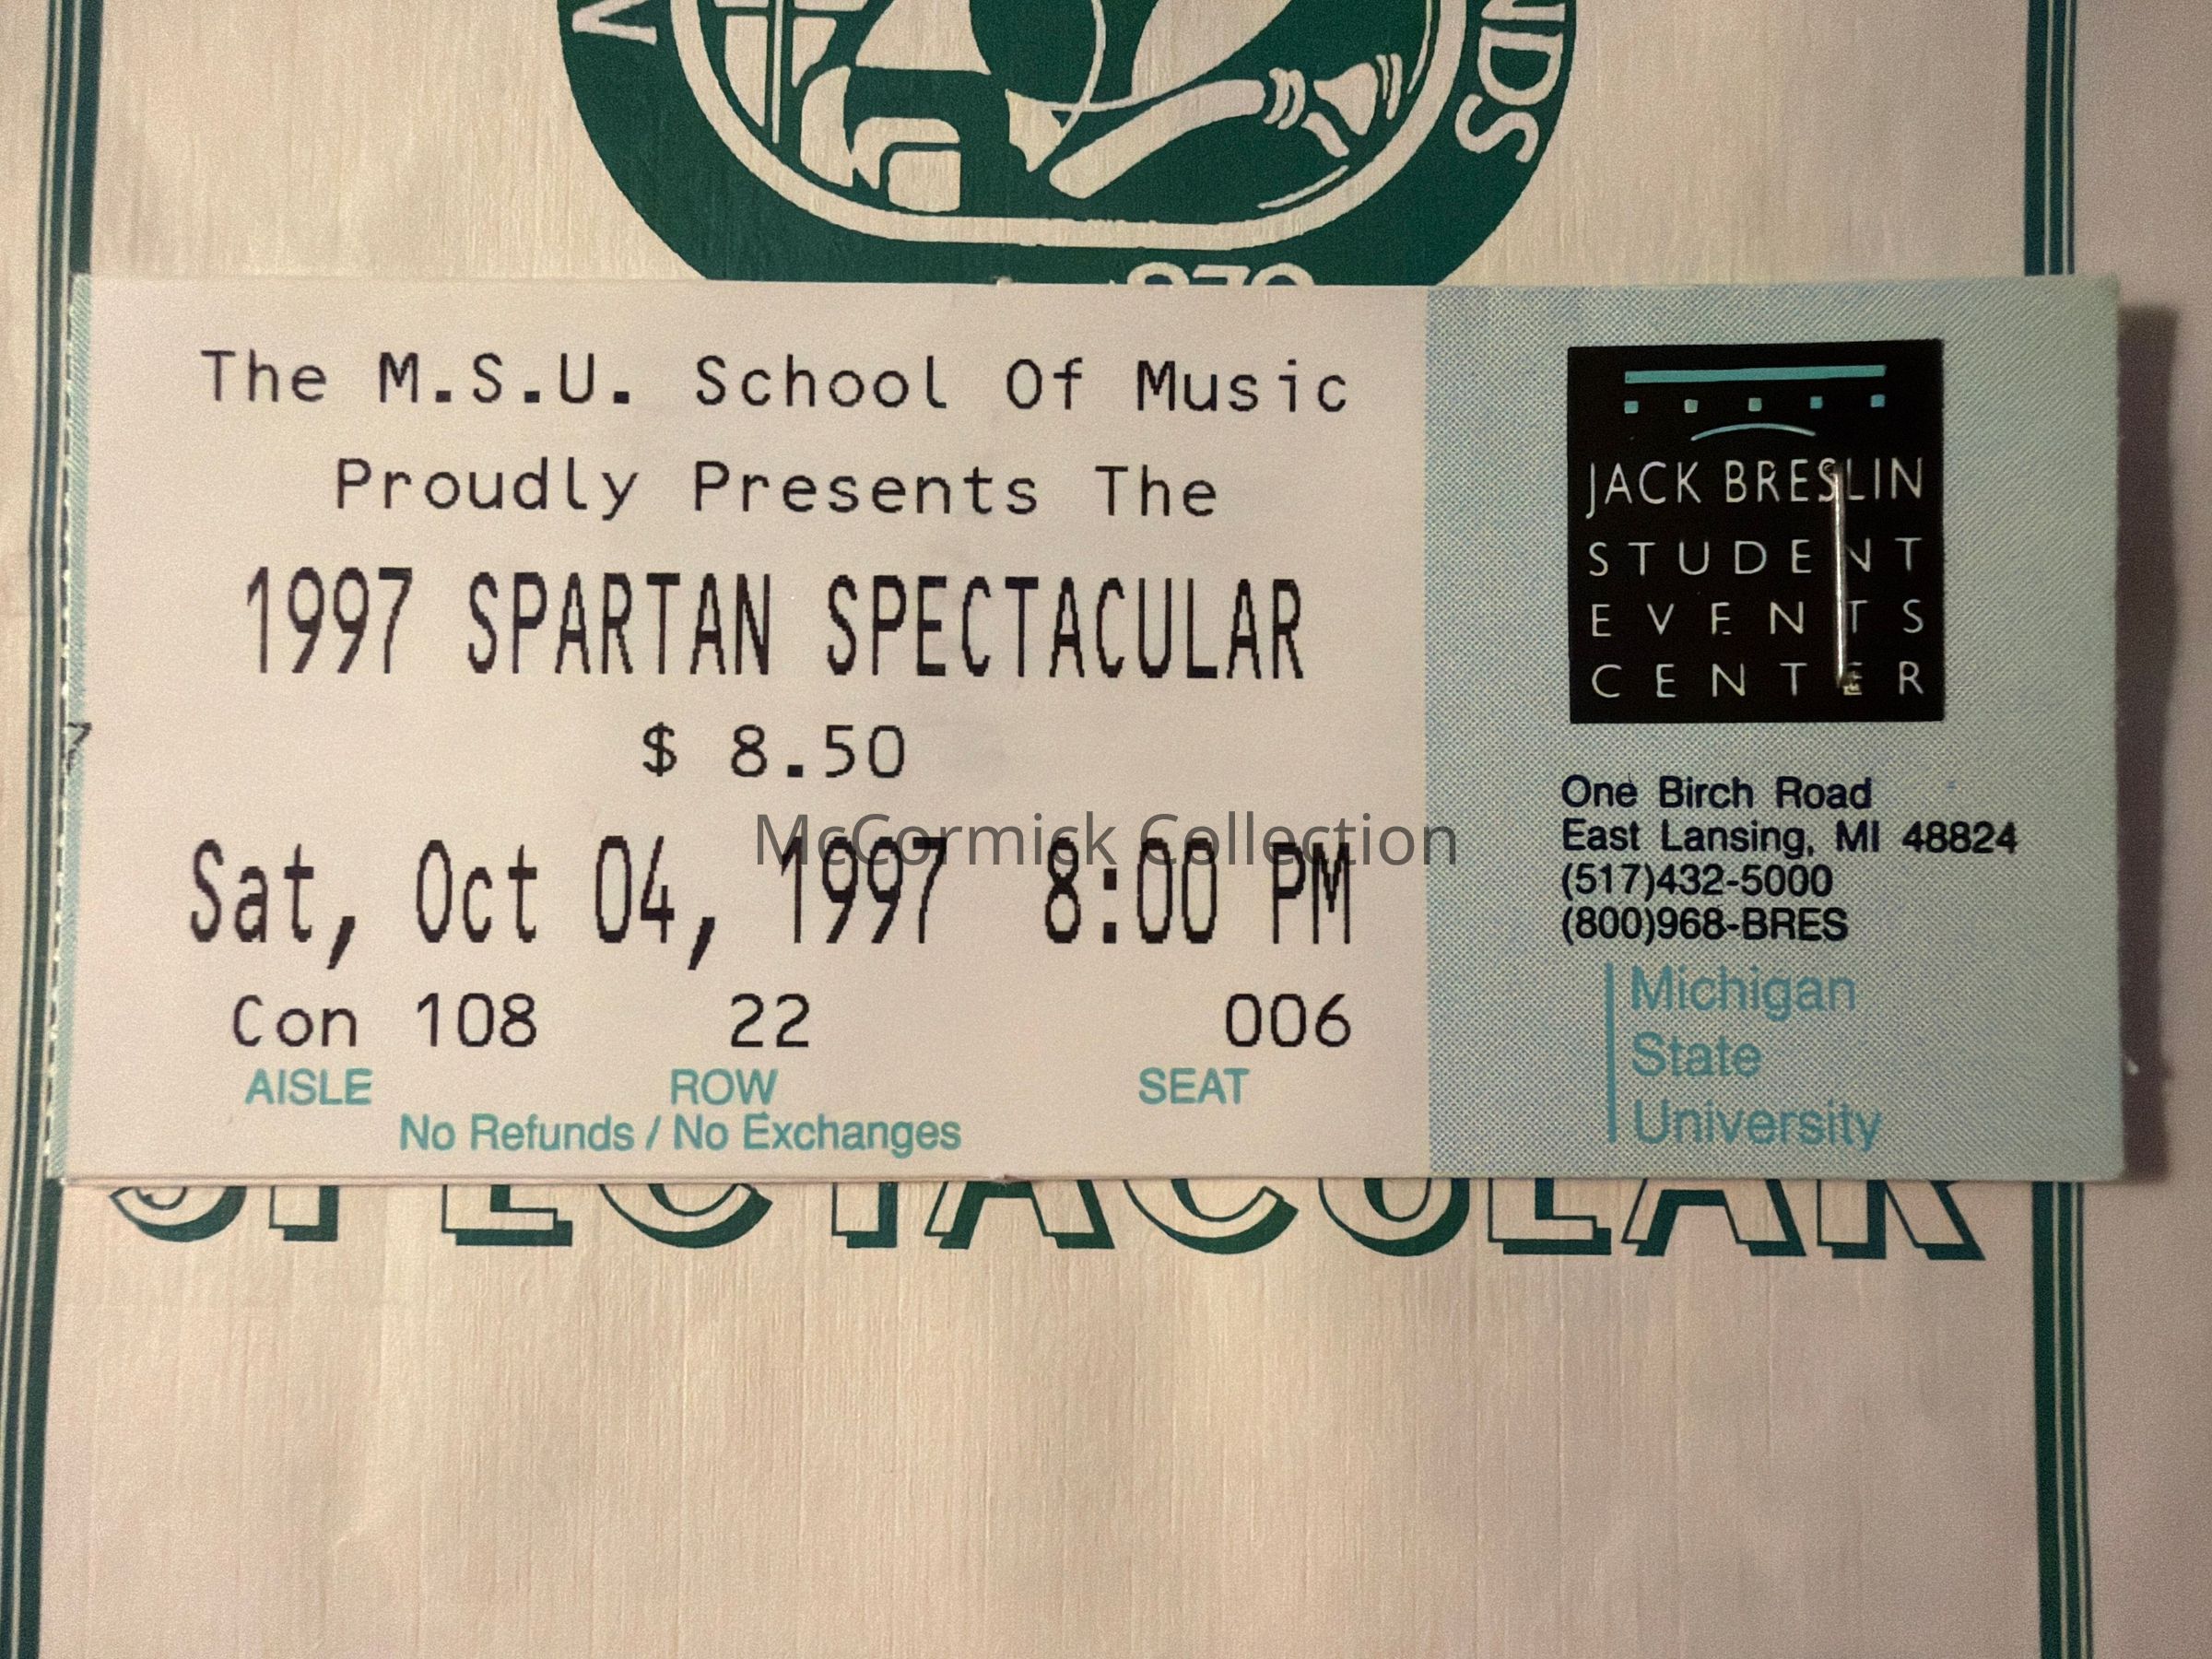 NDS
The M.S.U. School Of Music
Proudly Presents The
1997 SPARTAN SPECTACULAR
$ 8.50
Sat, Oct 04, 1997 8:00 PM
Con 108 22 006
AISLE ROW SEAT
No Refunds / No Exchanges
JACK BRESLIN
STUDENT
EVENTS
CENTER
One Birch Road
East Lansing, MI 48824
(517)432-5000
(800)968-BRES
Michigan
State
University
McCormick Collection
SPECTACULAR